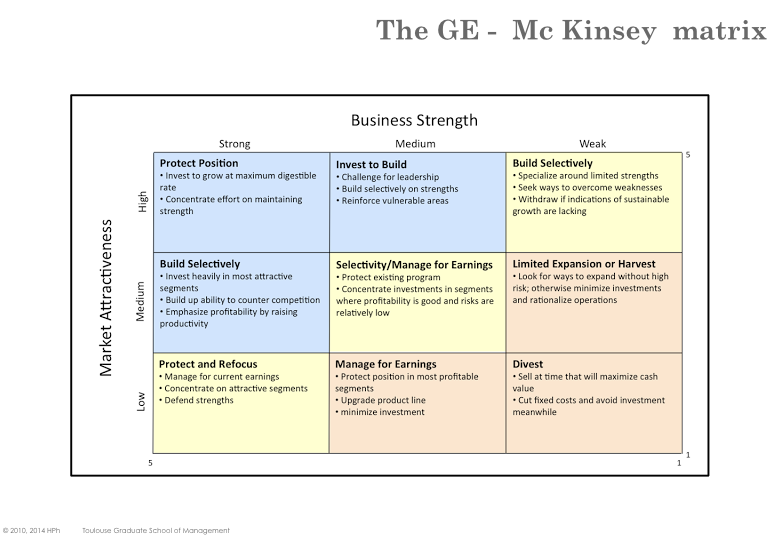 The GE - Mc Kinsey matrix
Business Strength
Strong
Medium
Weak
Market Attractiveness
High
Medium
Low
Protect Position
• Invest to grow at maximum digestible
rate
• Concentrate effort on maintaining
strength
Invest to Build
• Challenge for leadership
• Build selectively on strengths
• Reinforce vulnerable areas
Build Selectively
• Specialize around limited strengths
• Seek ways to overcome weaknesses
• Withdraw if indications of sustainable
growth are lacking
5
Build Selectively
• Invest heavily in most attractive
segments
• Build up ability to counter competition
• Emphasize profitability by raising
productivity
Selectivity/Manage for Earnings
• Protect existing program
• Concentrate investments in segments
where profitability is good and risks are
relatively low
Limited Expansion or Harvest
• Look for ways to expand without high
risk; otherwise minimize investments
and rationalize operations
Protect and Refocus
• Manage for current earnings
• Concentrate on attractive segments
• Defend strengths
Manage for Earnings
• Protect position in most profitable
segments
• Upgrade product line
• minimize investment
Divest
• Sell at time that will maximize cash
value
• Cut fixed costs and avoid investment
meanwhile
1
5
1
© 2010, 2014 HPh
Toulouse Graduate School of Management